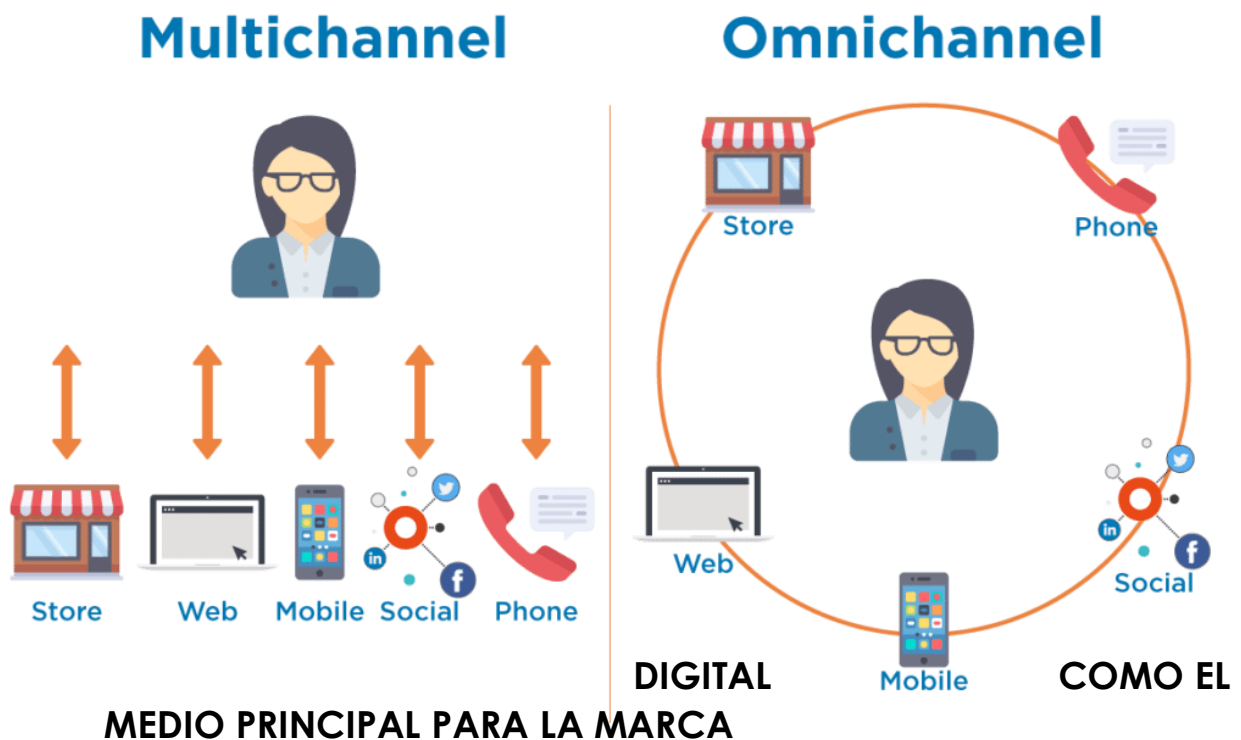 Multichannel
Omnichannel
Store
Web
Mobile
Social
Phone
Store
Phone
Web
Social
Mobile
DIGITAL COMO EL
MEDIO PRINCIPAL PARA LA MARCA